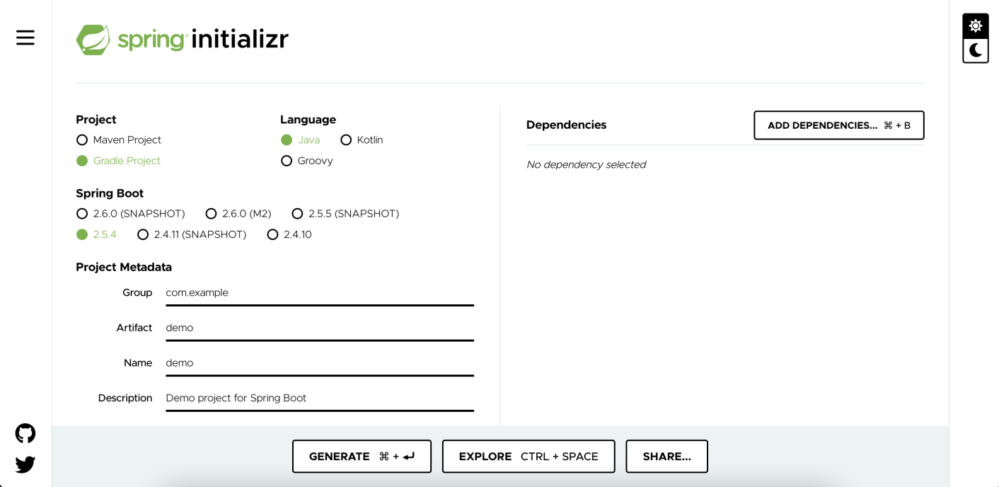 spring initializr
Project
Maven Project
Gradle Project
Language
Java Kotlin
Groovy
Spring Boot
2.6.0 (SNAPSHOT) 2.6.0 (M2) 2.5.5 (SNAPSHOT)
2.5.4 2.4.11 (SNAPSHOT) 2.4.10
Project Metadata
Group com.example
Artifact demo
Name demo
Description Demo project for Spring Boot
Dependencies
ADD DEPENDENCIES... ⌘ + B
No dependency selected
GENERATE ⌘ + ↵
EXPLORE CTRL + SPACE
SHARE...